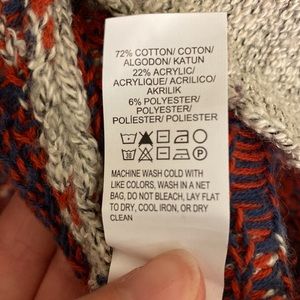 72% COTTON/ COTON/
ALGODON/ KATUN
22% ACRYLIC/
ACRYLIQUE/ ACRILICO/
AKRILIK
6% POLYESTER/
POLYESTER/
POLÍESTER/ POLIESTER
MACHINE WASH COLD WITH
LIKE COLORS, WASH IN A NET
BAG, DO NOT BLEACH, LAY FLAT
TO DRY, COOL IRON, OR DRY
CLEAN